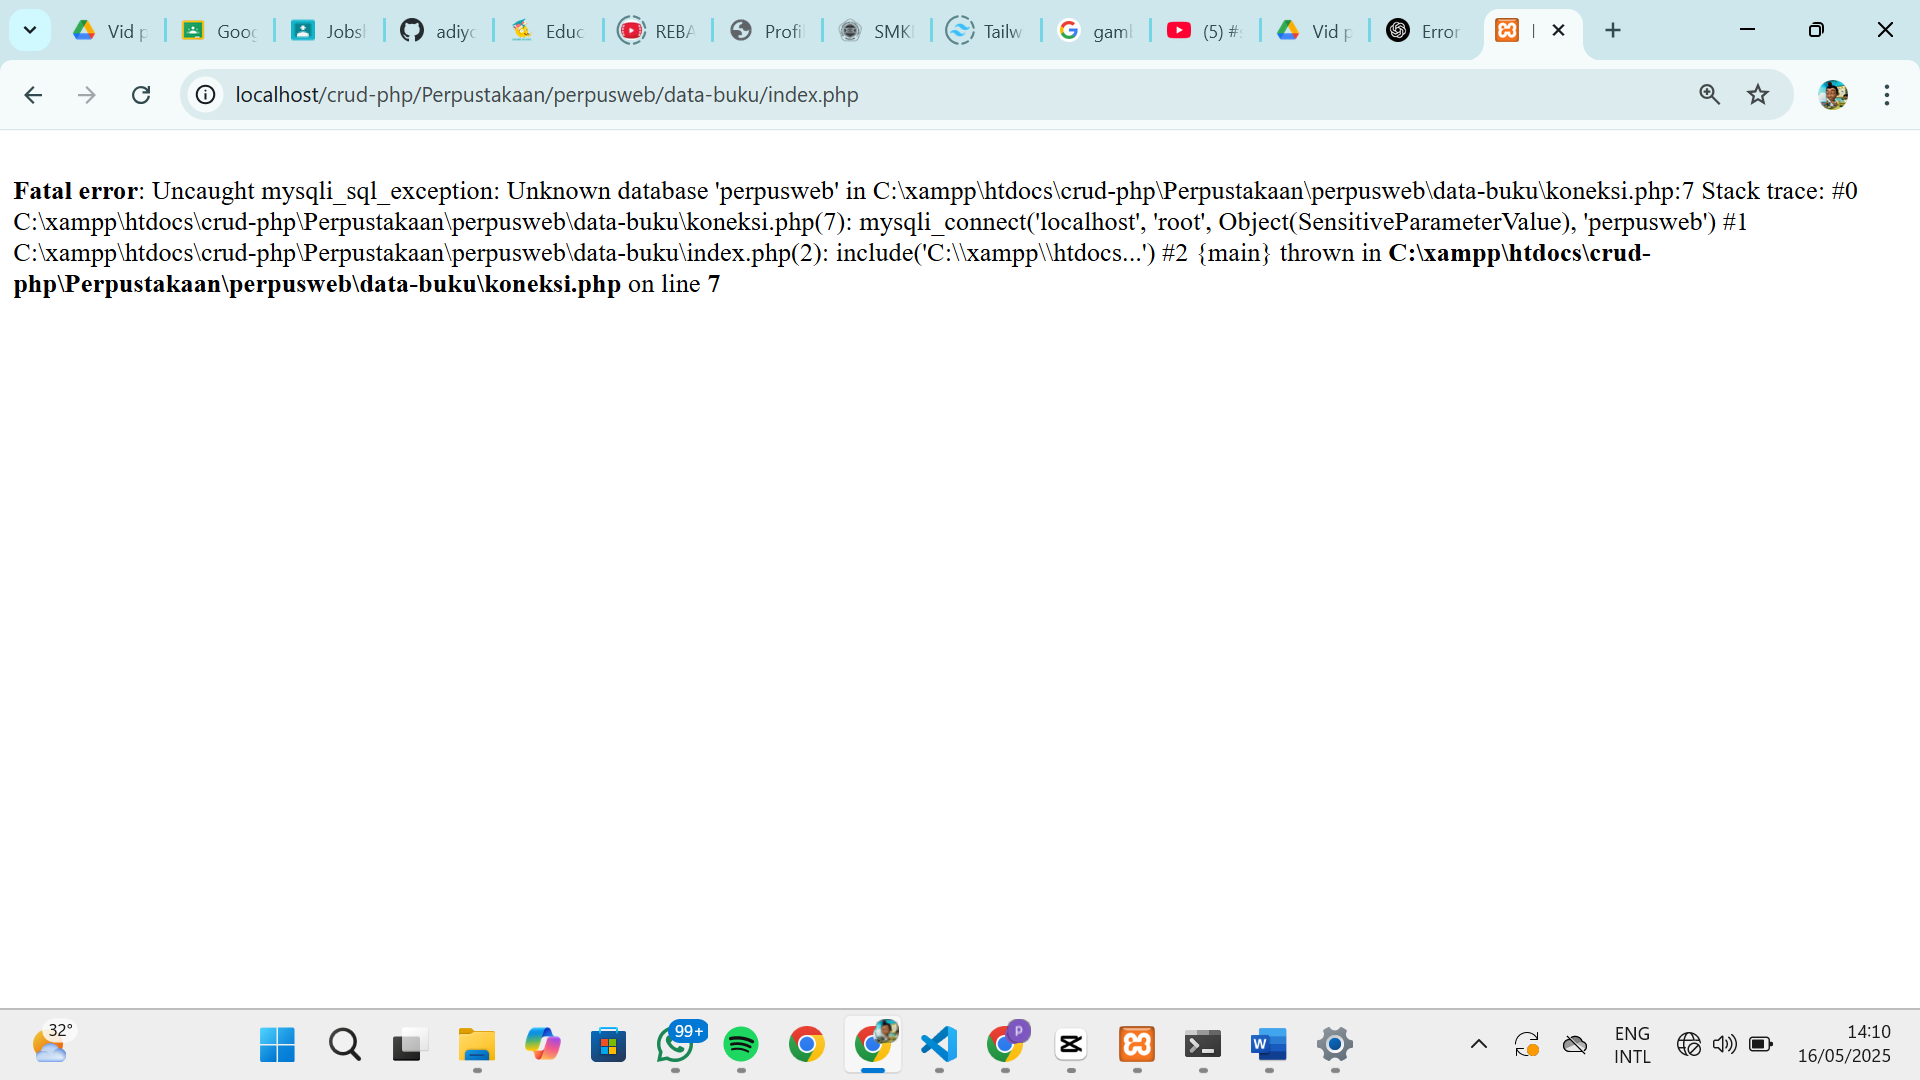 Vid p
Goog
Jobsl
adiyc
Educ
REBA
Profil
SMKN
Tailw
gaml
(5) #
Vid p
Error
localhost/crud-php/Perpustakaan/perpusweb/data-buku/index.php
Fatal error: Uncaught mysqli_sql_exception: Unknown database 'perpusweb' in C:\xampp\htdocs\crud-php\Perpustakaan\perpusweb\data-buku\koneksi.php:7 Stack trace: #0
C:\xampp\htdocs\crud-php\Perpustakaan\perpusweb\data-buku\koneksi.php(7): mysqli_connect('localhost', 'root', Object(SensitiveParameterValue), 'perpusweb') #1
C:\xampp\htdocs\crud-php\Perpustakaan\perpusweb\data-buku\index.php(2): include('C:\\xampp\\htdocs...') #2 {main} thrown in C:\xampp\htdocs\crud-
php\Perpustakaan\perpusweb\data-buku\koneksi.php on line 7
32°
99+
P
W
ENG
INTL
14:10
16/05/2025